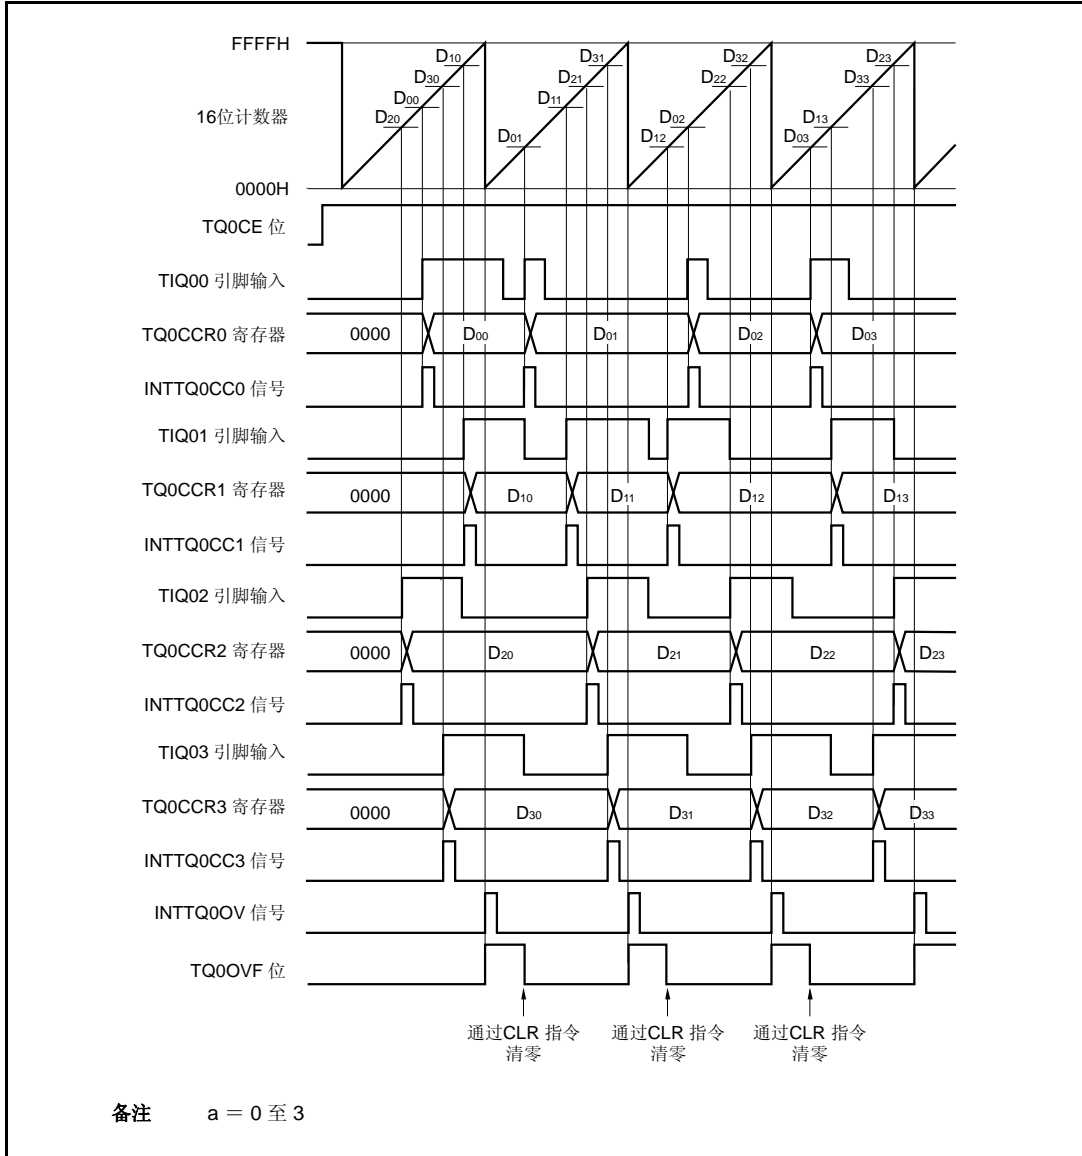 FFFFH
D10 D31 D32 D23
D30 D21 D22 D33
D00 D11 D02 D13
16位计数器
D20 D01 D12 D03
0000H
TQ0CE 位
TIQ00 引脚输入
TQ0CCR0 寄存器 0000 D00 D01 D02 D03
INTTQ0CC0 信号
TIQ01 引脚输入
TQ0CCR1 寄存器 0000 D10 D11 D12 D13
INTTQ0CC1 信号
TIQ02 引脚输入
TQ0CCR2 寄存器 0000 D20 D21 D22 D23
INTTQ0CC2 信号
TIQ03 引脚输入
TQ0CCR3 寄存器 0000 D30 D31 D32 D33
INTTQ0CC3 信号
INTTQ0OV 信号
TQ0OVF 位
通过CLR 指令 通过CLR 指令 通过CLR 指令
清零 清零 清零
备注 a = 0 至 3